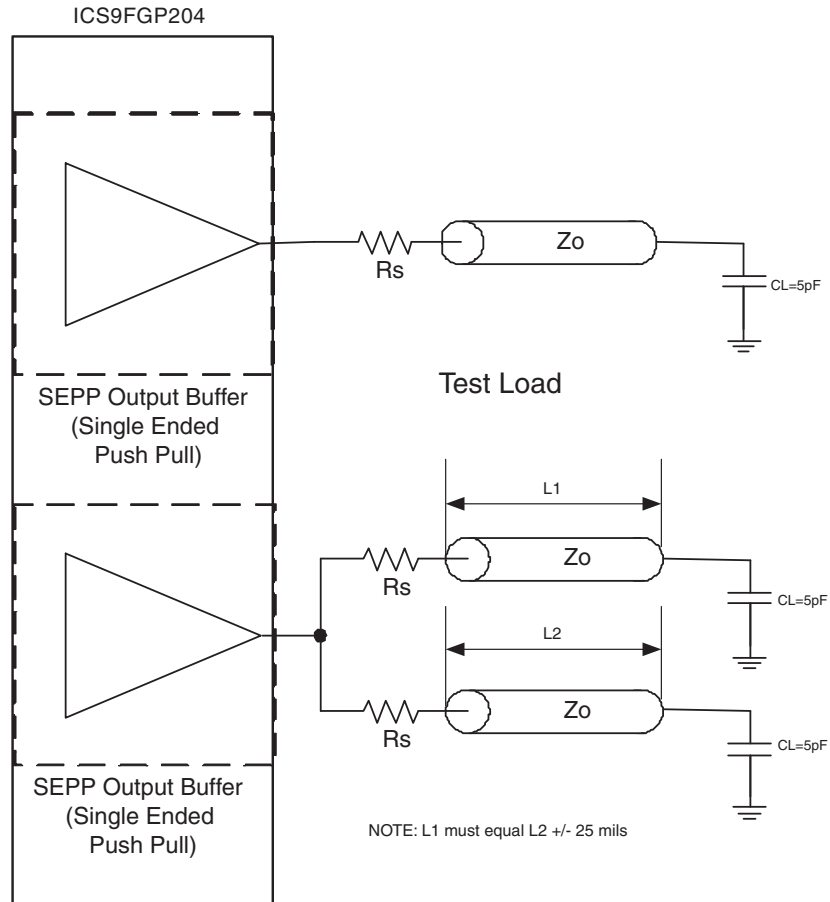 ICS9FGP204
Zo
Rs
CL=5pF
SEPP Output Buffer
(Single Ended
Push Pull)
Test Load
L1
Zo
Rs
CL=5pF
L2
Zo
Rs
CL=5pF
SEPP Output Buffer
(Single Ended
Push Pull)
NOTE: L1 must equal L2 +/- 25 mils